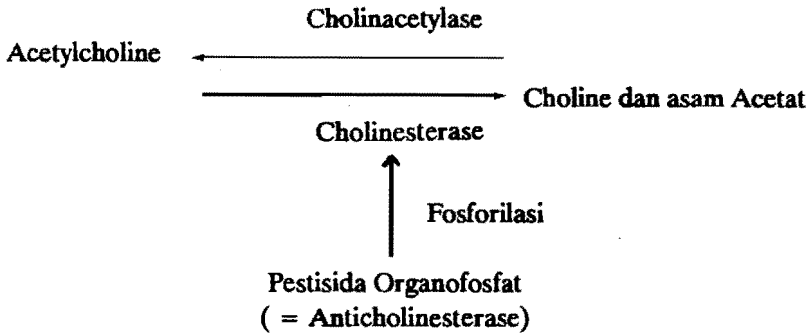 Cholinacetylase
Acetylcholine
Choline dan asam Acetat
Cholinesterase
Fosforilasi
Pestisida Organofosfat
( = Anticholinesterase)